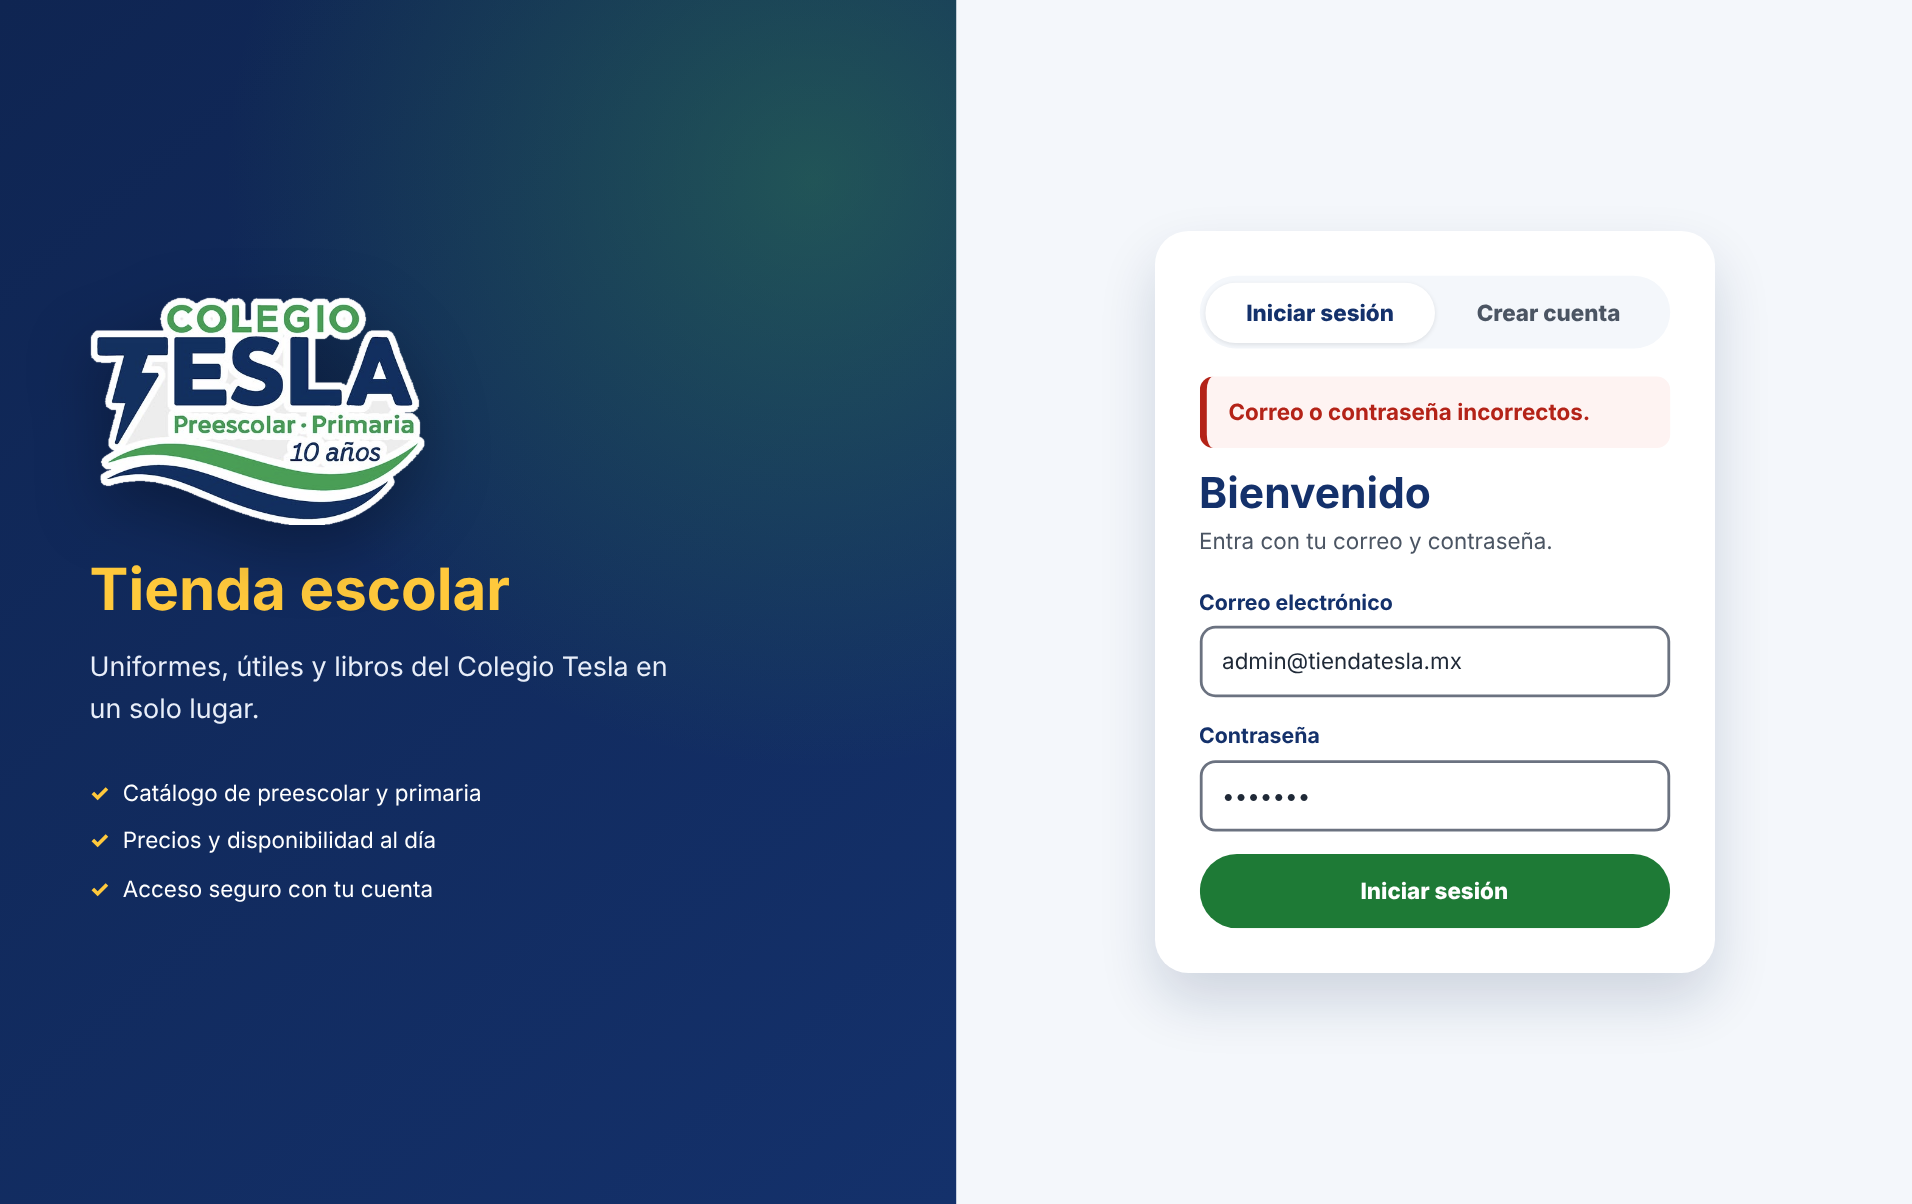 COLEGIO
TESLA
Preescolar · Primaria
10 años
Tienda escolar
Uniformes, útiles y libros del Colegio Tesla en
un solo lugar.
Catálogo de preescolar y primaria
Precios y disponibilidad al día
Acceso seguro con tu cuenta
Iniciar sesión
Crear cuenta
Correo o contraseña incorrectos.
Bienvenido
Entra con tu correo y contraseña.
Correo electrónico
admin@tiendatesla.mx
Contraseña
•••••••
Iniciar sesión